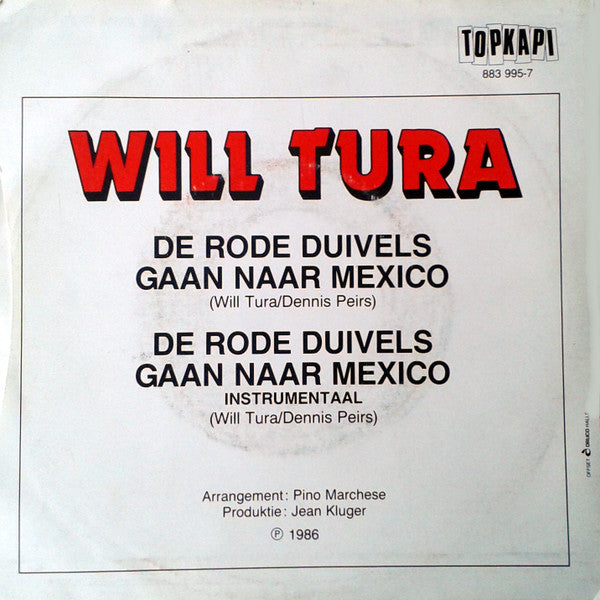 TOPKAPI
883 995-7
WILL TURA
DE RODE DUIVELS
GAAN NAAR MEXICO
(Will Tura/Dennis Peirs)
DE RODE DUIVELS
GAAN NAAR MEXICO
INSTRUMENTAAL
(Will Tura/Dennis Peirs)
Arrangement: Pino Marchese
Produktie: Jean Kluger
℗ 1986
OFFSET